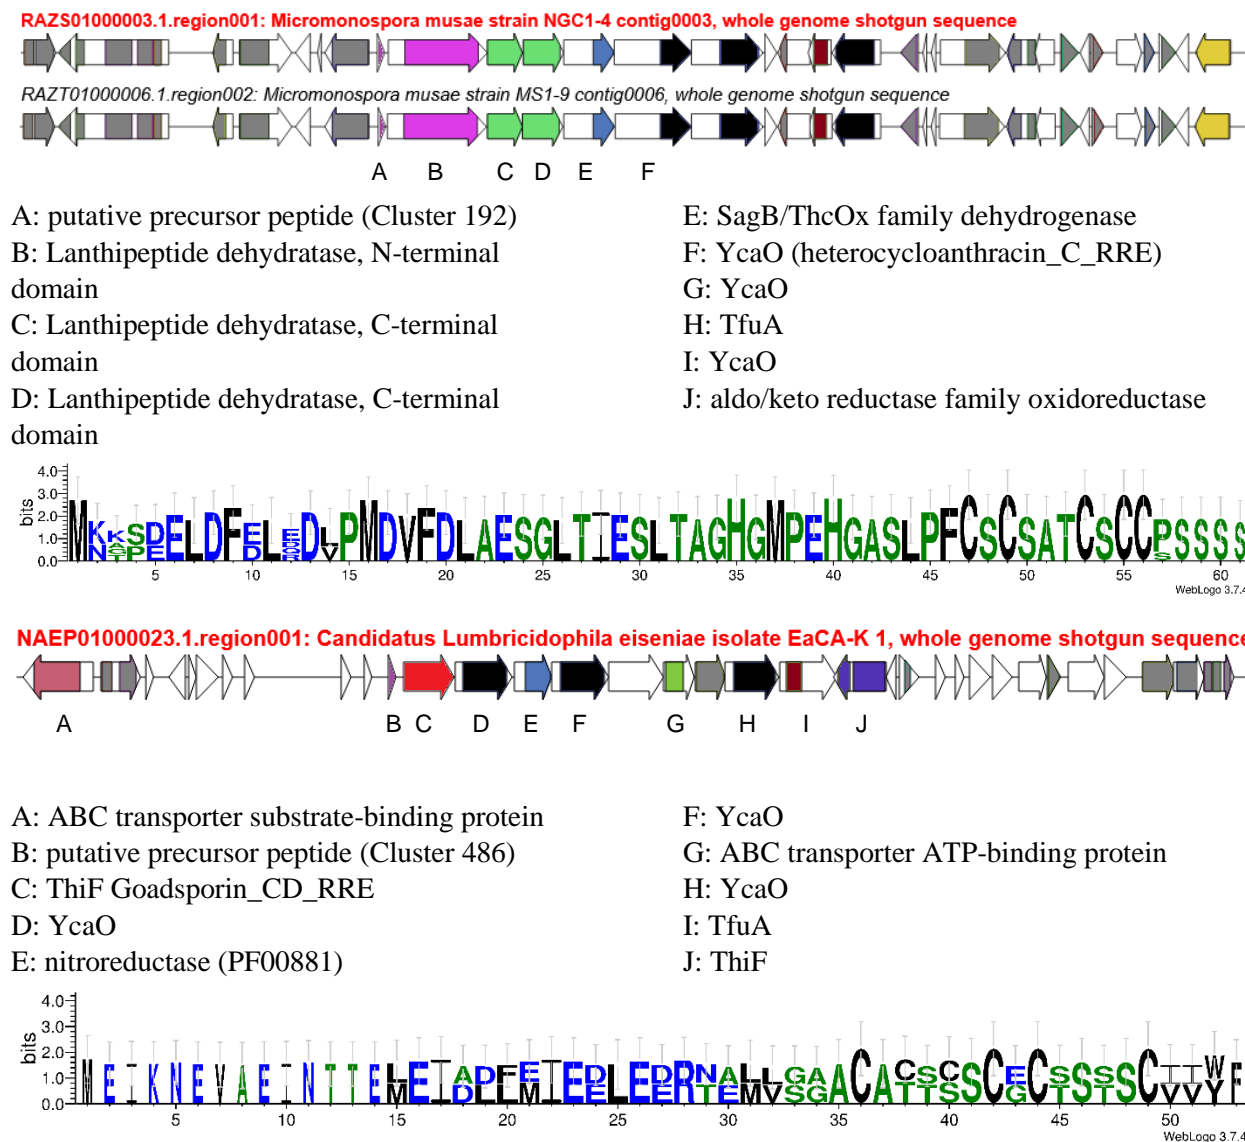 RAZS01000003.1.region001: Micromonospora musae strain NGC1-4 contig0003, whole genome shotgun sequence
RAZT01000006.1.region002: Micromonospora musae strain MS1-9 contig0006, whole genome shotgun sequence
A B C D E F
A: putative precursor peptide (Cluster 192)
B: Lanthipeptide dehydratase, N-terminal
domain
C: Lanthipeptide dehydratase, C-terminal
domain
D: Lanthipeptide dehydratase, C-terminal
domain
E: SagB/ThcOx family dehydrogenase
F: YcaO (heterocycloanthracin_C_RRE)
G: YcaO
H: TfuA
I: YcaO
J: aldo/keto reductase family oxidoreductase
bits
4.0
3.0
2.0
1.0
0.0
5 10 15 20 25 30 35 40 45 50 55 60
WebLogo 3.7.4
NAEP01000023.1.region001: Candidatus Lumbricidophila eiseniae isolate EaCA-K 1, whole genome shotgun sequence
A B C D E F G H I J
A: ABC transporter substrate-binding protein
B: putative precursor peptide (Cluster 486)
C: ThiF Goadsporin_CD_RRE
D: YcaO
E: nitroreductase (PF00881)
F: YcaO
G: ABC transporter ATP-binding protein
H: YcaO
I: TfuA
J: ThiF
bits
4.0
3.0
2.0
1.0
0.0
5 10 15 20 25 30 35 40 45 50
WebLogo 3.7.4